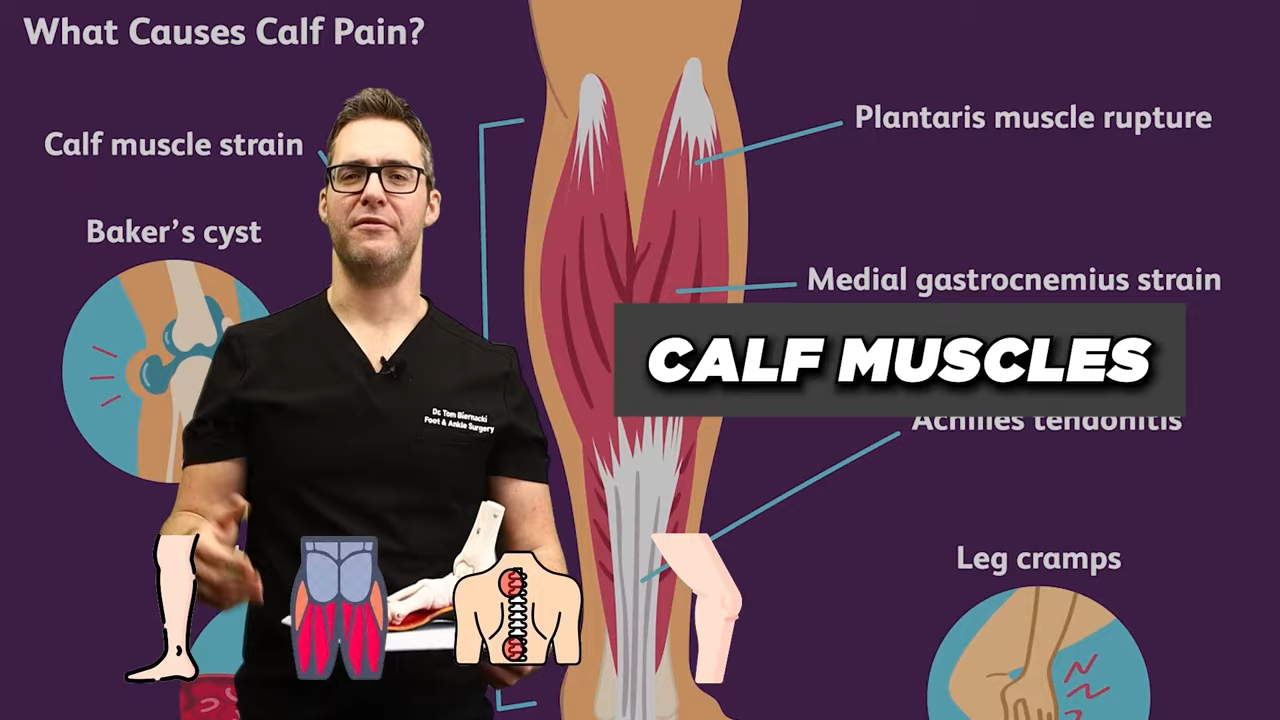 What Causes Calf Pain?
Calf muscle strain
Baker's cyst
Plantaris muscle rupture
Medial gastrocnemius strain
CALF MUSCLES
Achilles tendonitis
Dr. Tom Biernacki
Foot & Ankle Surgery
Leg cramps